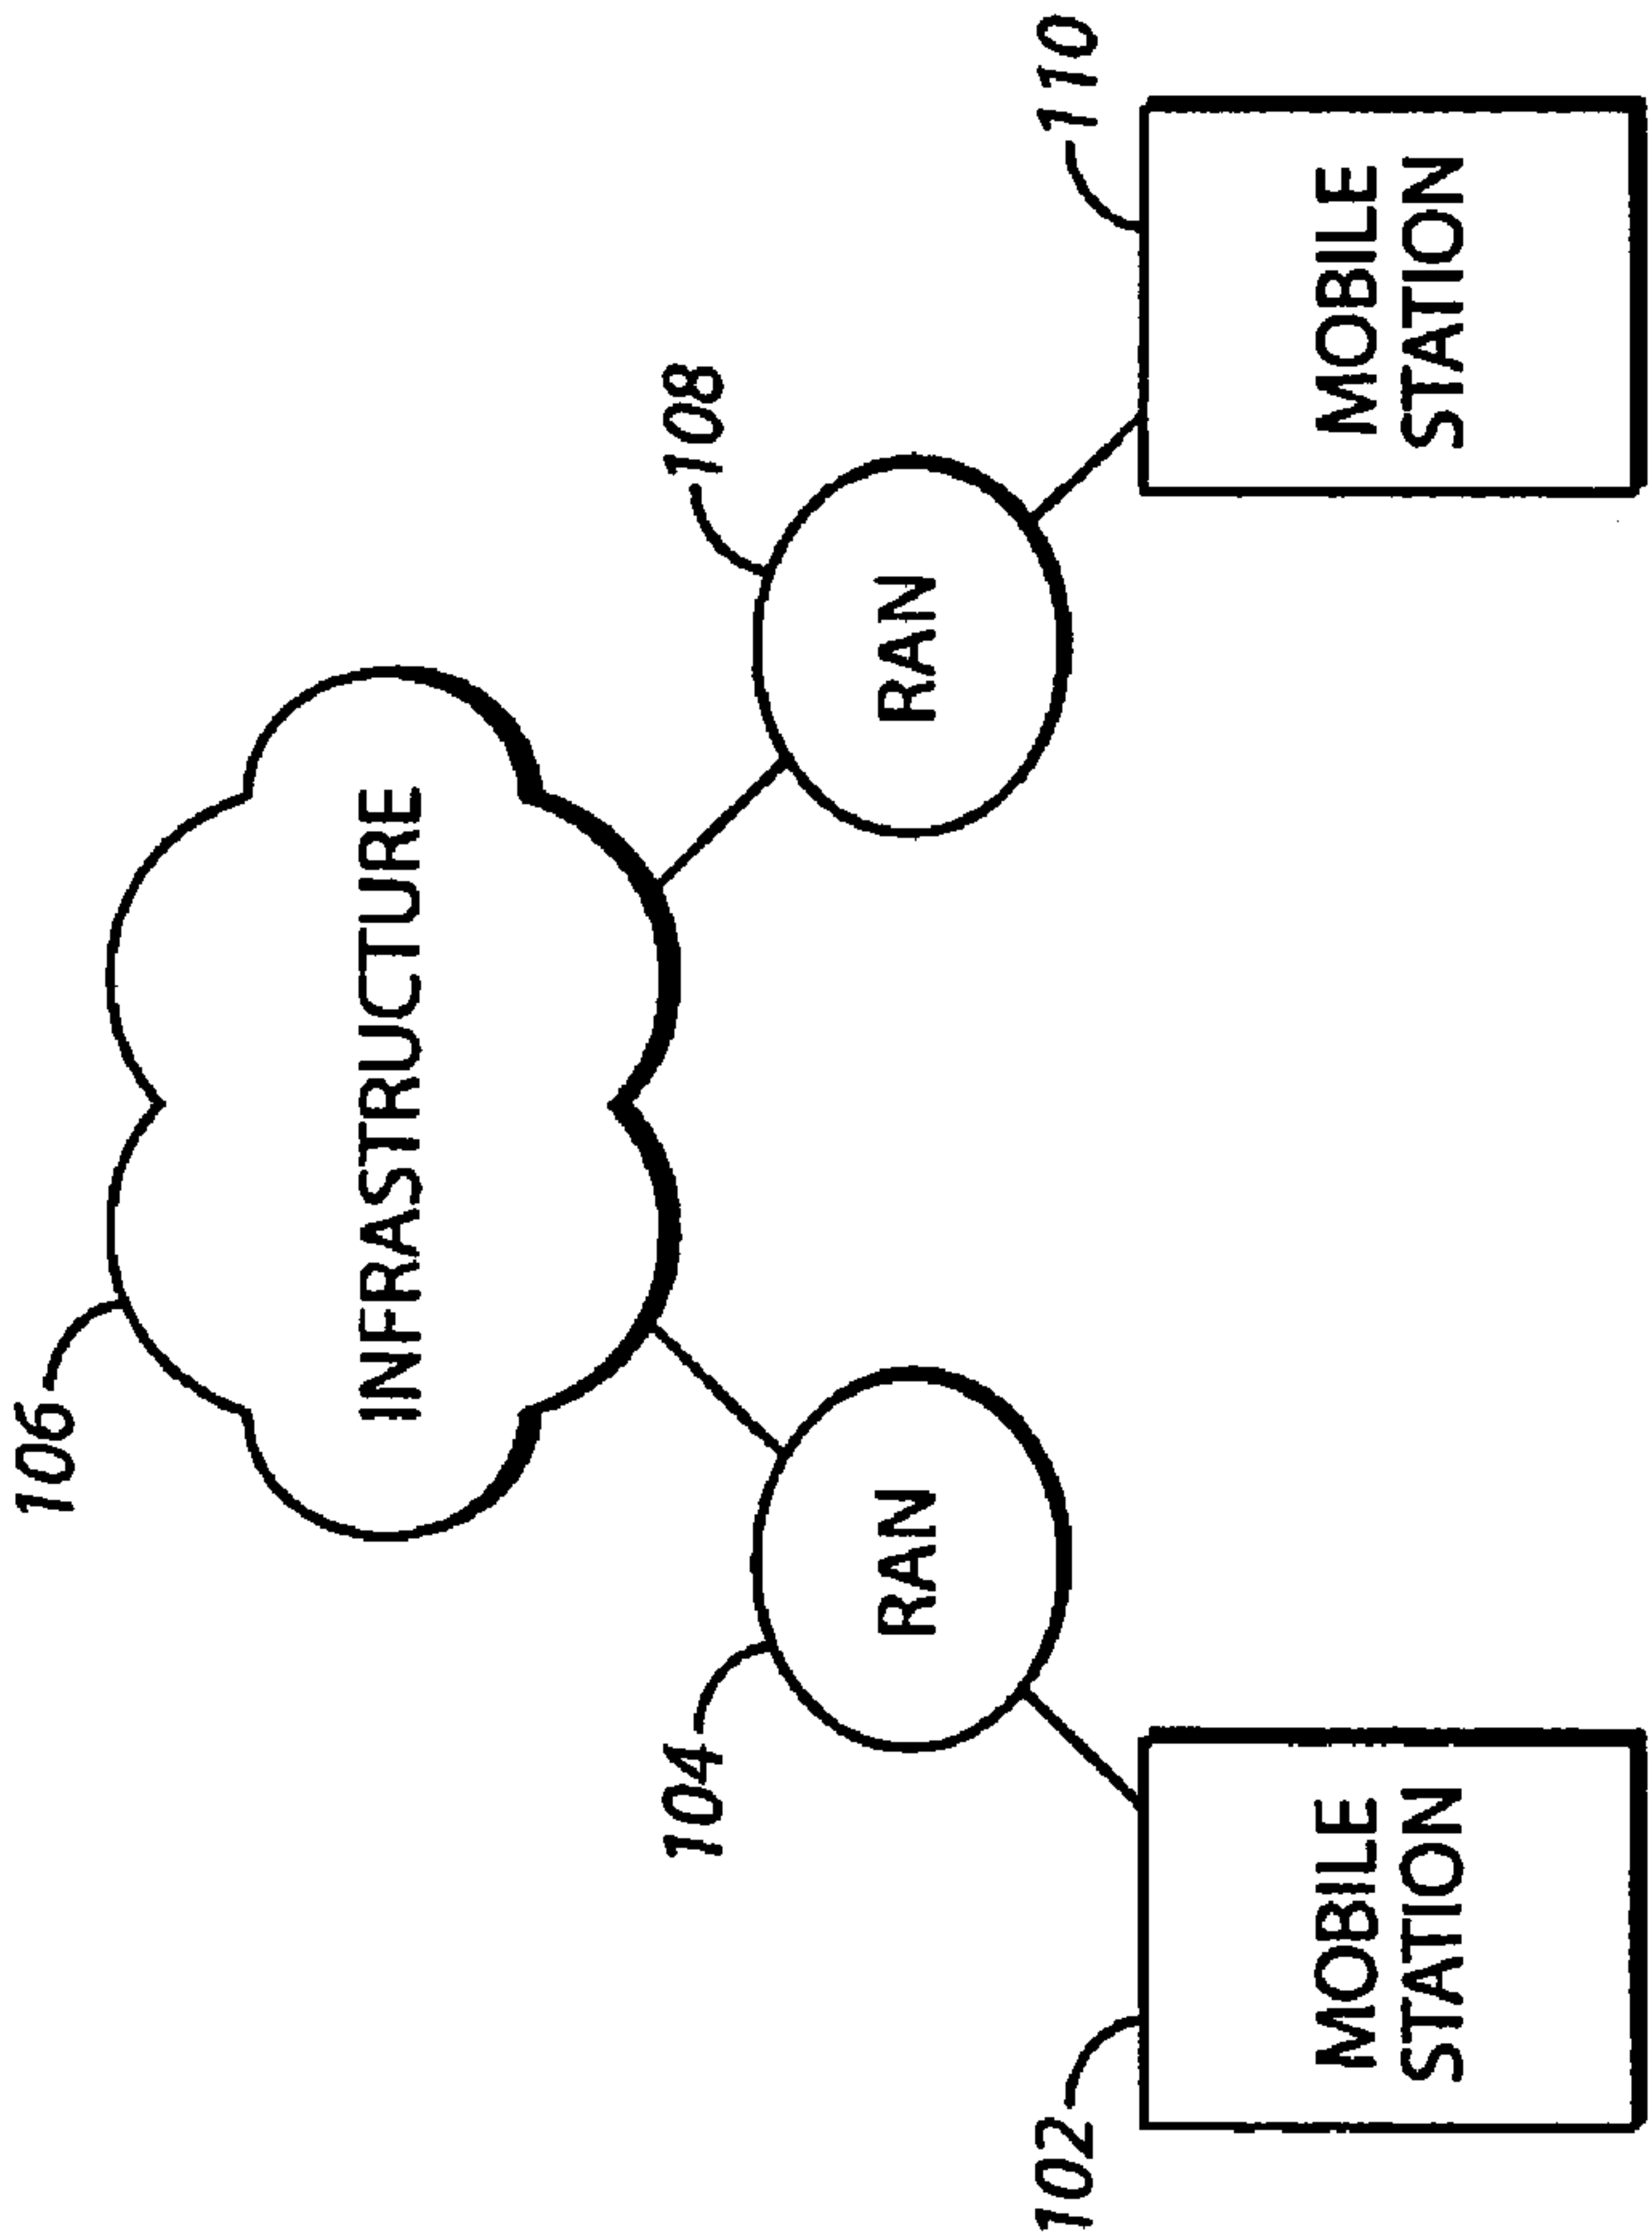 106
INFRASTRUCTURE
104
RAN
108
RAN
102
MOBILE
STATION
110
MOBILE
STATION